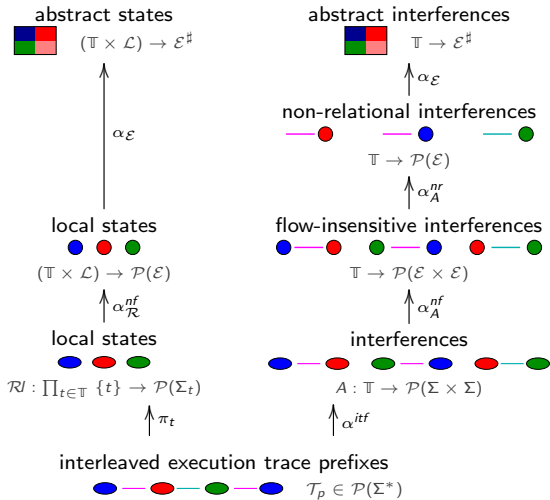 abstract states
(𝕋 × ℒ) → ℰ♯
abstract interferences
𝕋 → ℰ♯
α_ℰ
α_ℰ
non-relational interferences
𝕋 → 𝒫(ℰ)
α_A^nr
local states
(𝕋 × ℒ) → 𝒫(ℰ)
flow-insensitive interferences
𝕋 → 𝒫(ℰ × ℰ)
α_ℛ^nf
α_A^nf
local states
ℛl : ∏_{t∈𝕋} {t} → 𝒫(Σ_t)
interferences
A : 𝕋 → 𝒫(Σ × Σ)
π_t
α^itf
interleaved execution trace prefixes
𝒯_p ∈ 𝒫(Σ*)